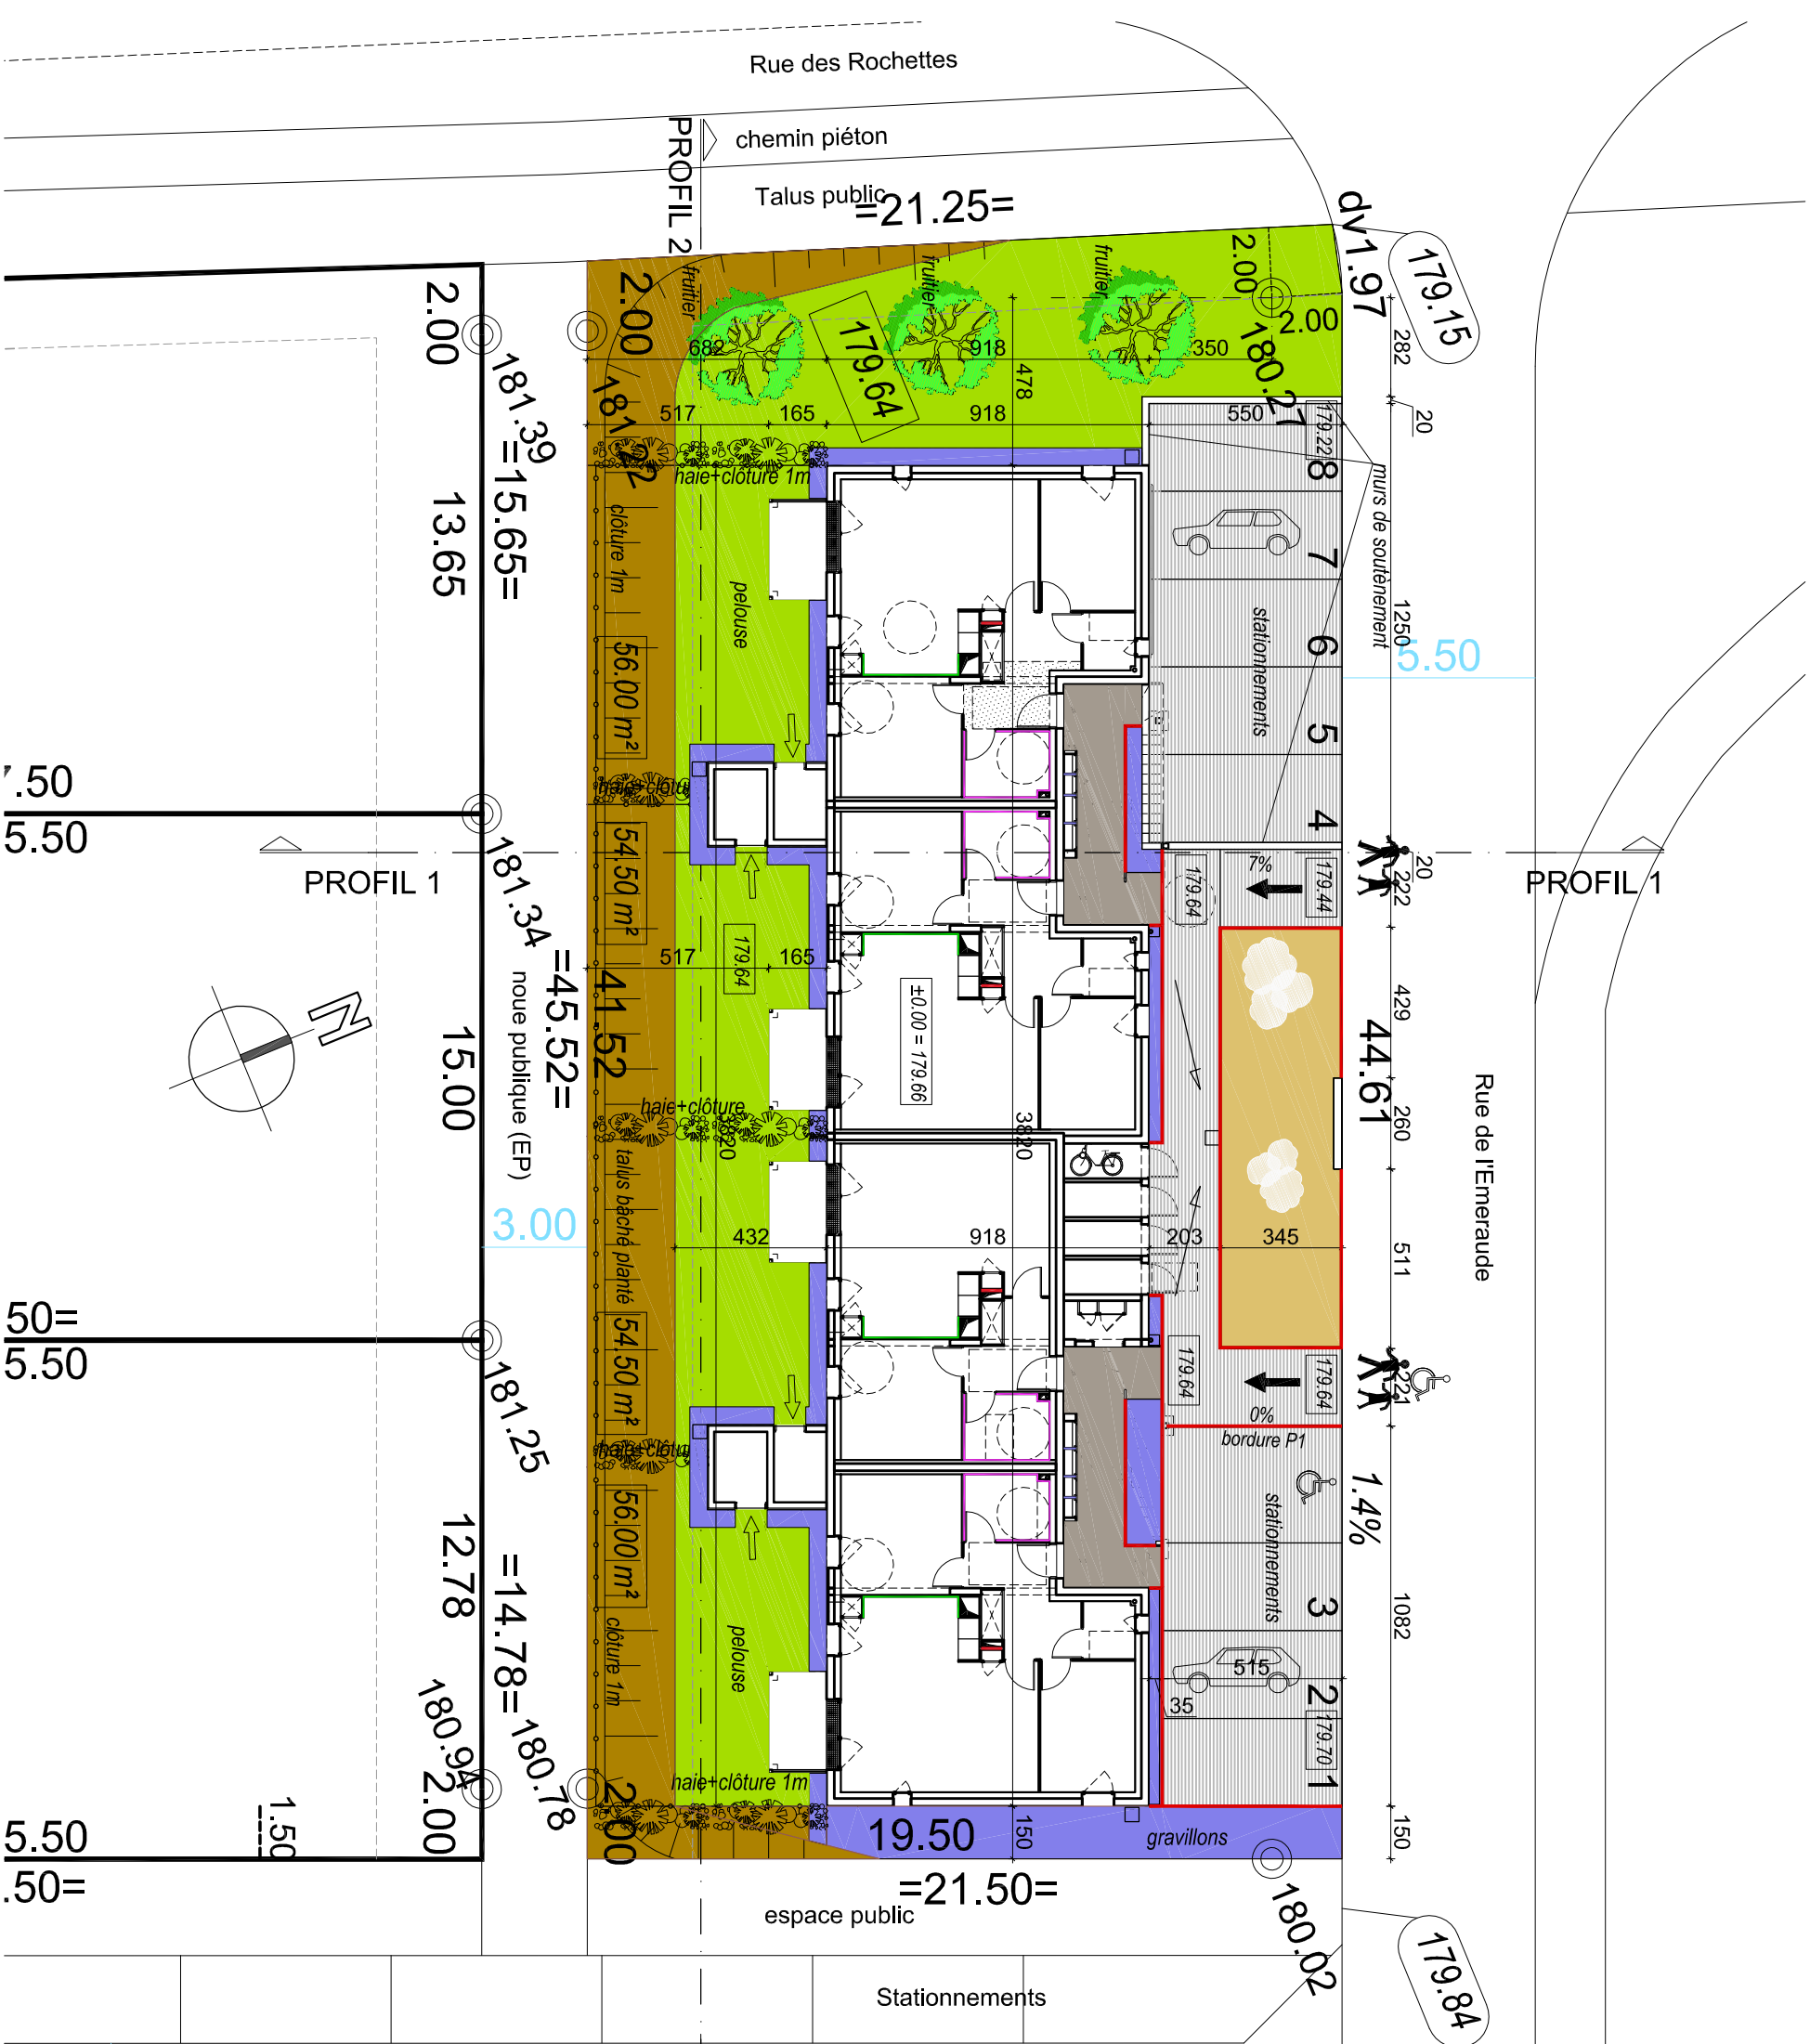 Rue des Rochettes
chemin piéton
PROFIL 2
Talus public
=21.25=
dv1.97
179.15
2.00
fruitier
fruitier
fruitier
2.00
2.00
2.00
180.27
282
682
918
350
179.64
478
181.39
181.22
517
165
918
550
179.22
20
haie+clôture 1m
8
7
6
5
4
murs de soutènement
stationnements
1250
5.50
=15.65=
13.65
clôture 1m
pelouse
56.00 m²
54.50 m²
5.50
PROFIL 1
181.34
PROFIL 1
7%
179.44
179.64
20
222
517
165
179.64
±0.00 = 179.66
429
44.61
260
511
Rue de l'Emeraude
N
=45.52=
41.52
noue publique (EP)
15.00
haie+clôture
3820
3820
talus bâché planté
3.00
432
918
203
345
50=
5.50
54.50 m²
56.00 m²
181.25
179.64
179.64
221
0%
bordure P1
1.4%
stationnements
3
2
1
1082
515
35
179.70
12.78
=14.78=
180.94
180.78
clôture 1m
pelouse
haie+clôture 1m
2.00
2.00
1.50
5.50
.50=
19.50
150
gravillons
150
=21.50=
espace public
180.02
179.84
Stationnements